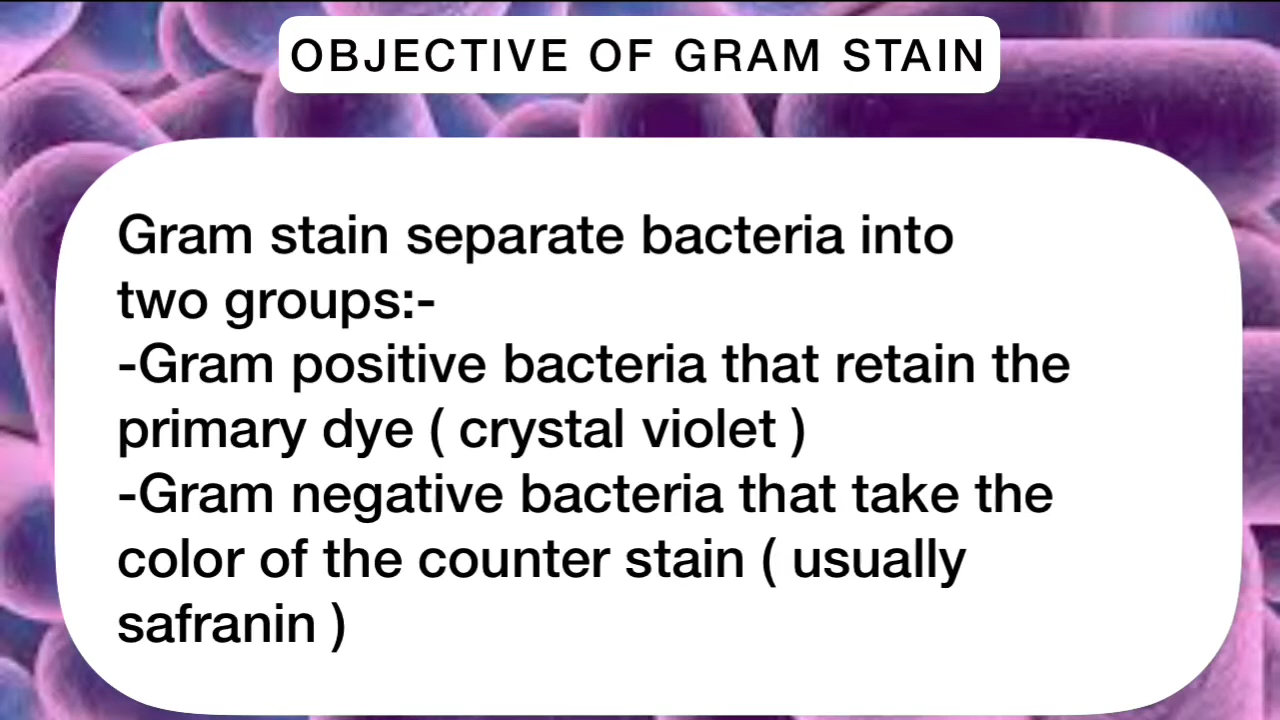 OBJECTIVE OF GRAM STAIN
Gram stain separate bacteria into
two groups:-
-Gram positive bacteria that retain the
primary dye ( crystal violet )
-Gram negative bacteria that take the
color of the counter stain ( usually
safranin )